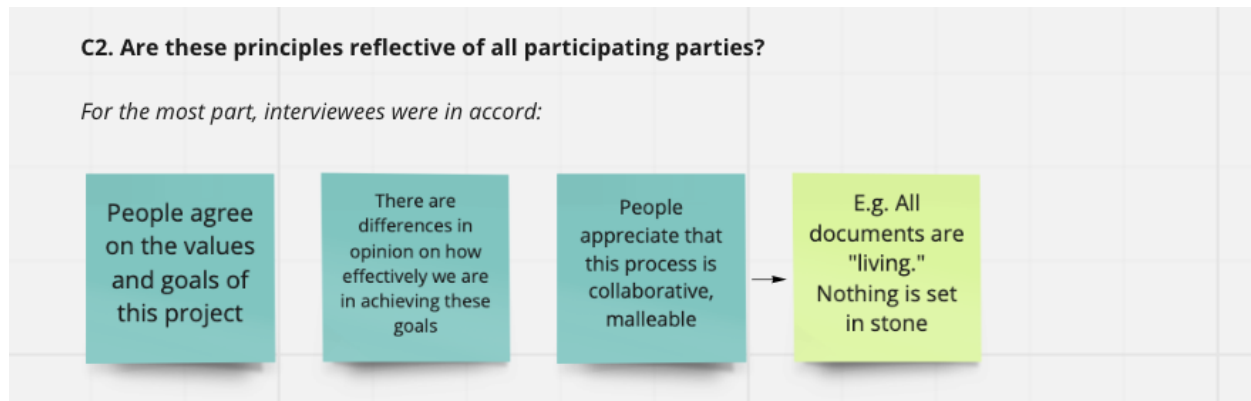 C2. Are these principles reflective of all participating parties?
For the most part, interviewees were in accord:
People agree
on the values
and goals of
this project
There are
differences in
opinion on how
effectively we are
in achieving these
goals
People
appreciate that
this process is
collaborative,
malleable
E.g. All
documents are
"living."
Nothing is set
in stone